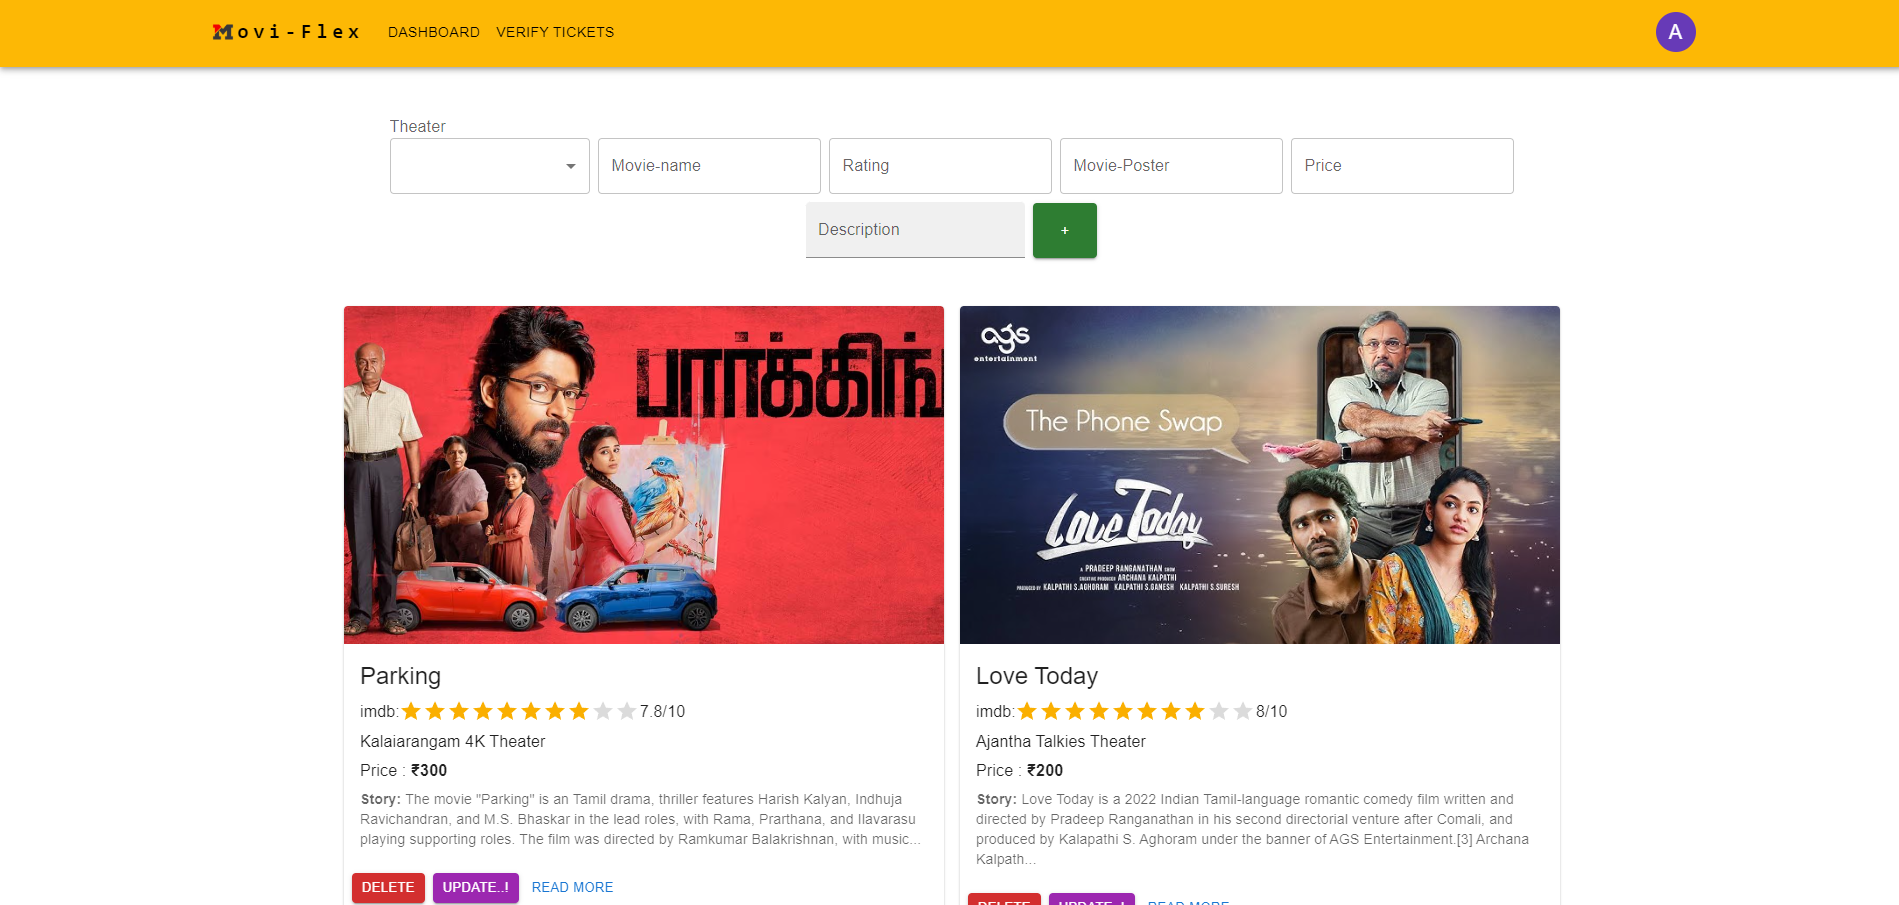 Movi-Flex DASHBOARD VERIFY TICKETS A
Theater
Movie-name Rating Movie-Poster Price
Description +
பார்க்கிங்
ags
entertainment
The Phone Swap
Love Today
A PRADEEP RANGANATHAN SHOW
CREATIVE PRODUCER ARCHANA KALPATHI
PRODUCED BY KALPATHI S.AGHORAM KALPATHI S.GANESH KALPATHI S.SURESH
Parking
imdb: 7.8/10
Kalaiarangam 4K Theater
Price : ₹300
Story: The movie "Parking" is an Tamil drama, thriller features Harish Kalyan, Indhuja
Ravichandran, and M.S. Bhaskar in the lead roles, with Rama, Prarthana, and Ilavarasu
playing supporting roles. The film was directed by Ramkumar Balakrishnan, with music...
DELETE UPDATE..! READ MORE
Love Today
imdb: 8/10
Ajantha Talkies Theater
Price : ₹200
Story: Love Today is a 2022 Indian Tamil-language romantic comedy film written and
directed by Pradeep Ranganathan in his second directorial venture after Comali, and
produced by Kalapathi S. Aghoram under the banner of AGS Entertainment.[3] Archana
Kalpath...
DELETE UPDATE..! READ MORE